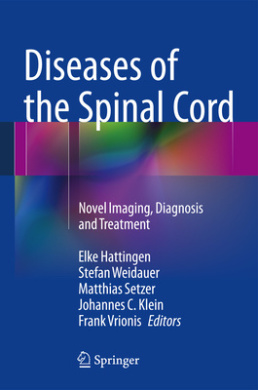 Diseases of
the Spinal Cord
Novel Imaging, Diagnosis
and Treatment
Elke Hattingen
Stefan Weidauer
Matthias Setzer
Johannes C. Klein
Frank Vrionis Editors
Springer